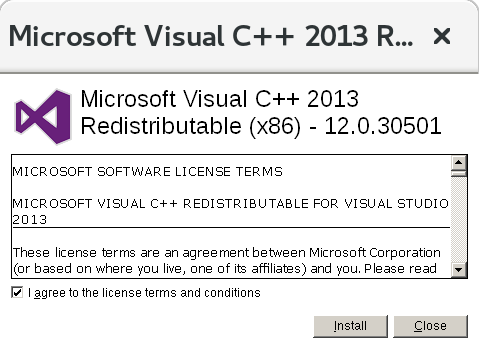 Microsoft Visual C++ 2013 R...
Microsoft Visual C++ 2013
Redistributable (x86) - 12.0.30501
MICROSOFT SOFTWARE LICENSE TERMS
MICROSOFT VISUAL C++ REDISTRIBUTABLE FOR VISUAL STUDIO
2013
These license terms are an agreement between Microsoft Corporation
(or based on where you live, one of its affiliates) and you. Please read
I agree to the license terms and conditions
Install Close